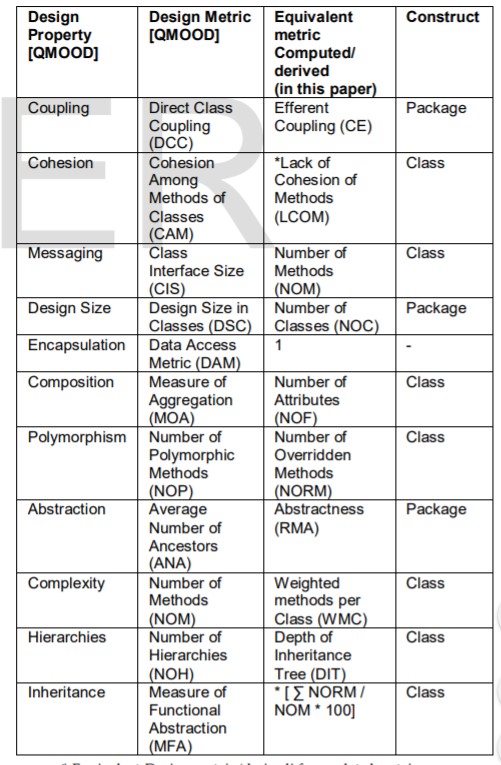 Design Property [QMOOD] | Design Metric [QMOOD] | Equivalent metric Computed/ derived (in this paper) | Construct
Coupling | Direct Class Coupling (DCC) | Efferent Coupling (CE) | Package
Cohesion | Cohesion Among Methods of Classes (CAM) | *Lack of Cohesion of Methods (LCOM) | Class
Messaging | Class Interface Size (CIS) | Number of Methods (NOM) | Class
Design Size | Design Size in Classes (DSC) | Number of Classes (NOC) | Package
Encapsulation | Data Access Metric (DAM) | 1 | -
Composition | Measure of Aggregation (MOA) | Number of Attributes (NOF) | Class
Polymorphism | Number of Polymorphic Methods (NOP) | Number of Overridden Methods (NORM) | Class
Abstraction | Average Number of Ancestors (ANA) | Abstractness (RMA) | Package
Complexity | Number of Methods (NOM) | Weighted methods per Class (WMC) | Class
Hierarchies | Number of Hierarchies (NOH) | Depth of Inheritance Tree (DIT) | Class
Inheritance | Measure of Functional Abstraction (MFA) | * [ ∑ NORM / NOM * 100] | Class
ER